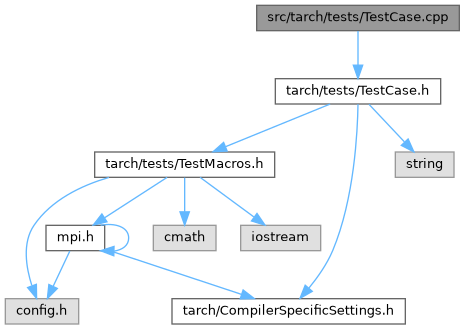 src/tarch/tests/TestCase.cpp
tarch/tests/TestCase.h
tarch/tests/TestMacros.h
string
mpi.h
cmath
iostream
config.h
tarch/CompilerSpecificSettings.h